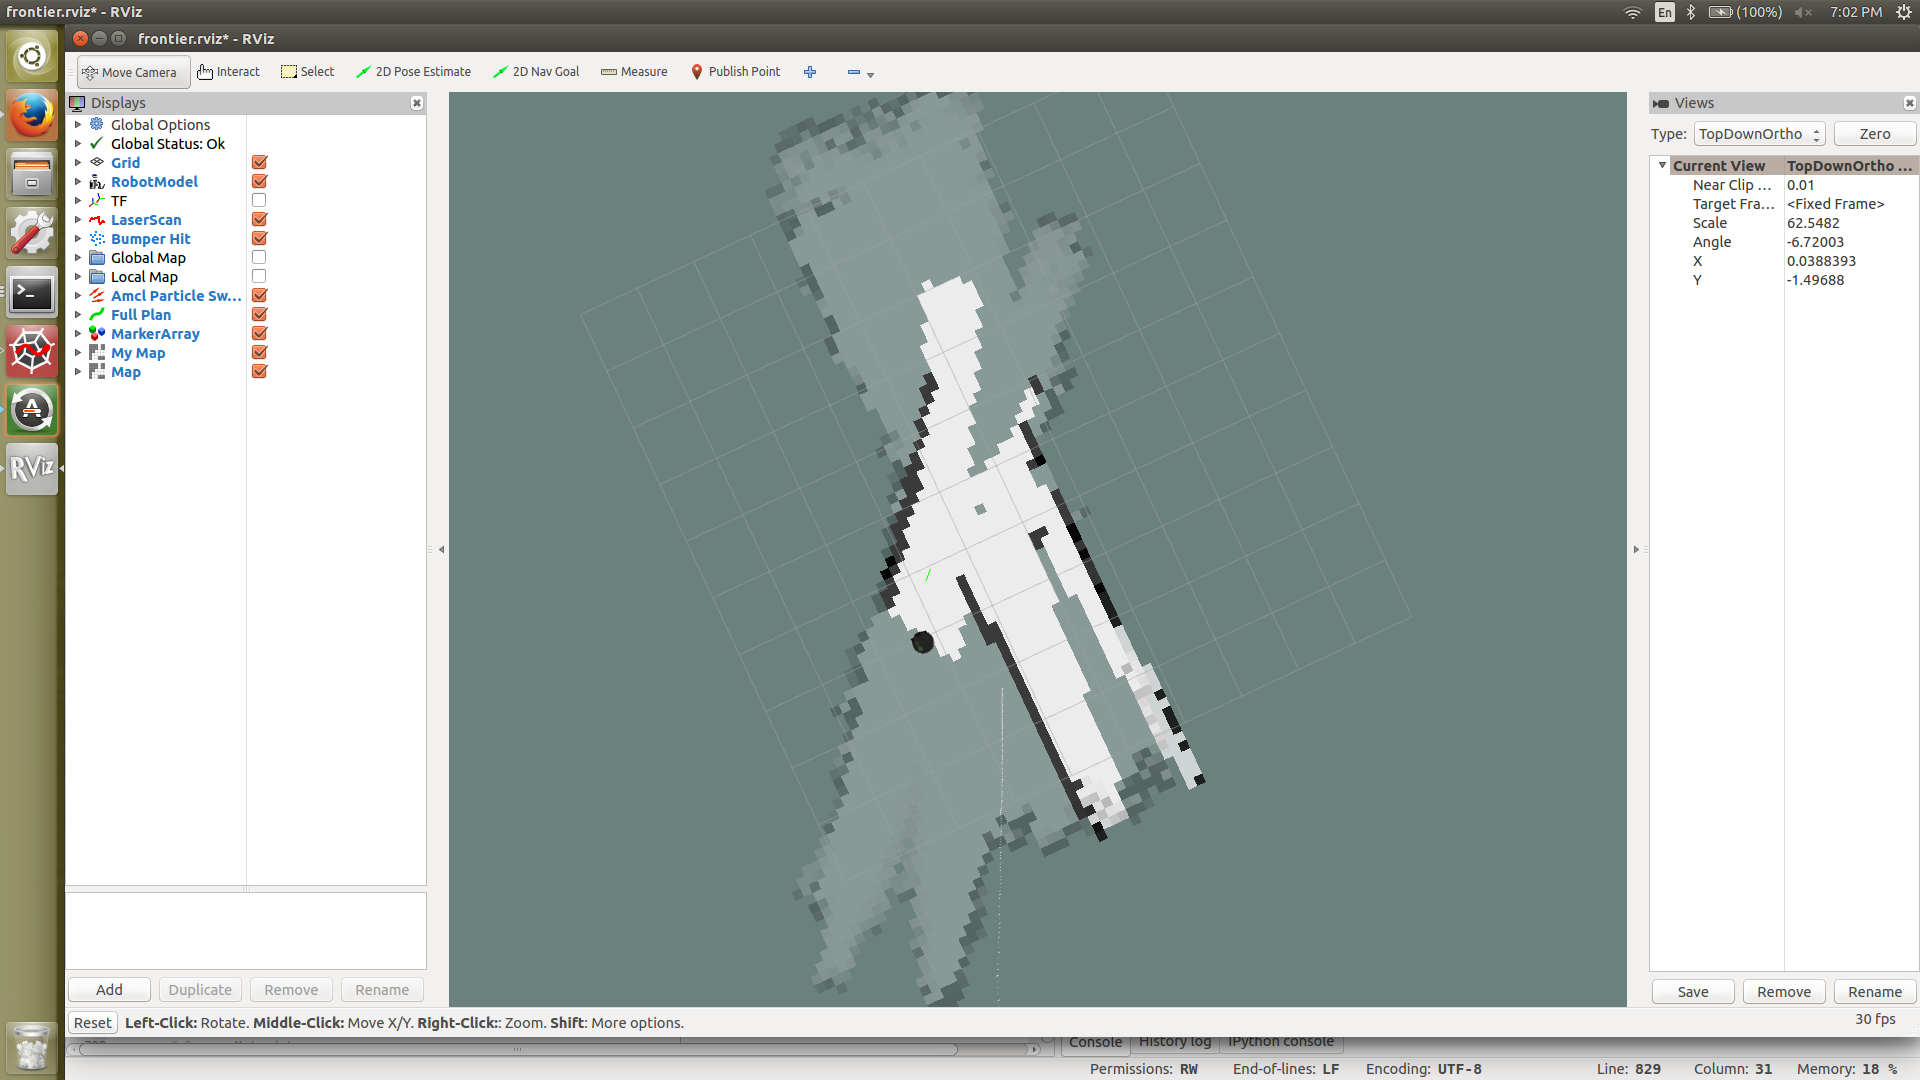 frontier.rviz* - RViz
En (100%) 7:02 PM
frontier.rviz* - RViz
Move Camera Interact Select 2D Pose Estimate 2D Nav Goal Measure Publish Point
Displays
Global Options
Global Status: Ok
Grid
RobotModel
TF
LaserScan
Bumper Hit
Global Map
Local Map
Amcl Particle Sw...
Full Plan
MarkerArray
My Map
Map
Add Duplicate Remove Rename
Reset Left-Click: Rotate. Middle-Click: Move X/Y. Right-Click:: Zoom. Shift: More options.
30 fps
Views
Type: TopDownOrtho Zero
Current View TopDownOrtho ...
Near Clip ... 0.01
Target Fra... <Fixed Frame>
Scale 62.5482
Angle -6.72003
X 0.0388393
Y -1.49688
Save Remove Rename
RViz
Console History log IPython console
Permissions: RW End-of-lines: LF Encoding: UTF-8 Line: 829 Column: 31 Memory: 18 %